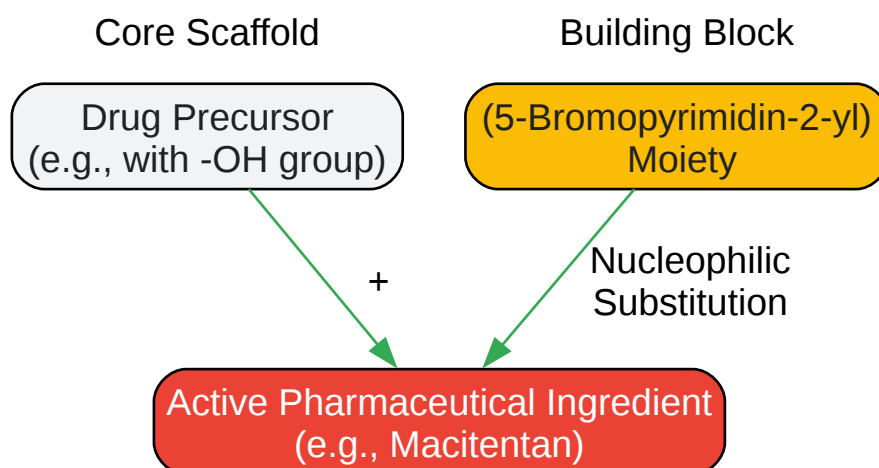 Core Scaffold
Building Block
Drug Precursor
(e.g., with -OH group)
(5-Bromopyrimidin-2-yl)
Moiety
+
Nucleophilic
Substitution
Active Pharmaceutical Ingredient
(e.g., Macitentan)